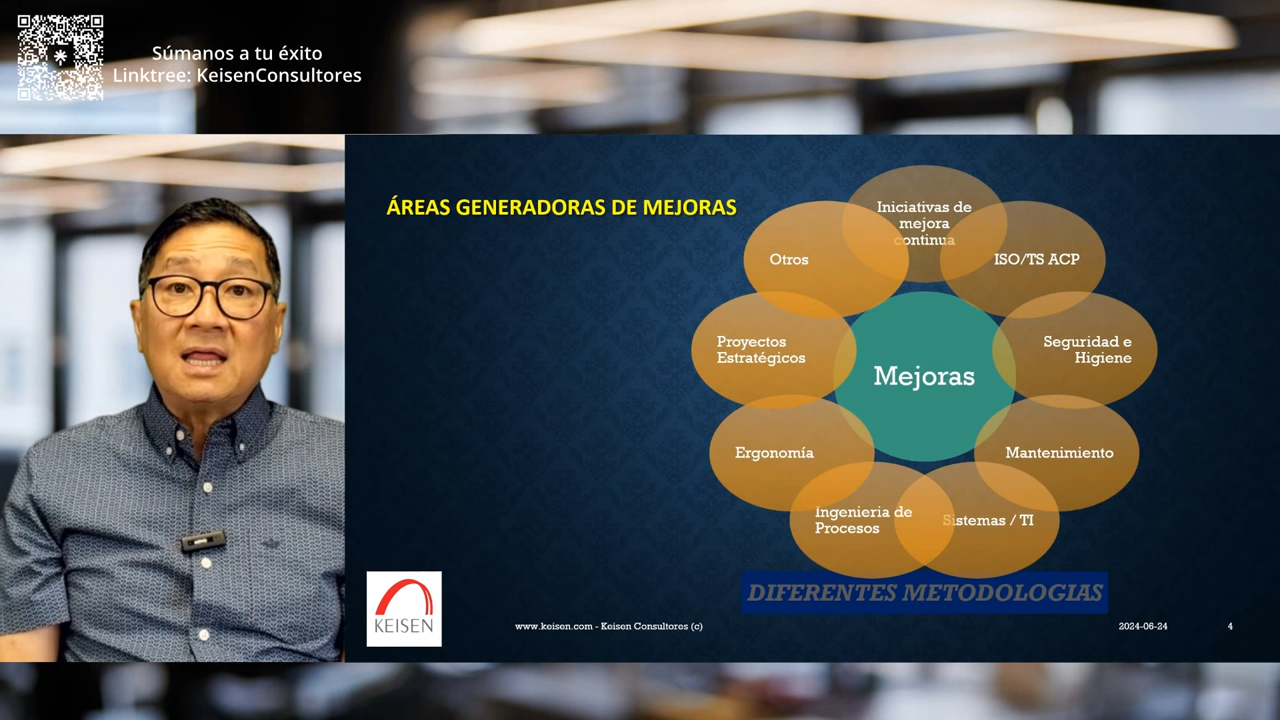 Súmanos a tu éxito
Linktree: KeisenConsultores
ÁREAS GENERADORAS DE MEJORAS
Iniciativas de
mejora
continua
ISO/TS ACP
Seguridad e
Higiene
Mantenimiento
Sistemas / TI
Ingenieria de
Procesos
Ergonomía
Proyectos
Estratégicos
Otros
Mejoras
DIFERENTES METODOLOGIAS
KEISEN
www.keisen.com - Keisen Consultores (c)
2024-06-24
4